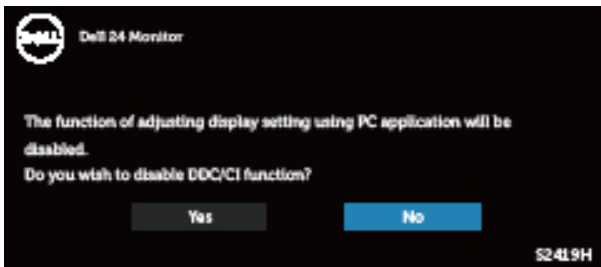 DELL
Dell 24 Monitor
The function of adjusting display setting using PC application will be
disabled.
Do you wish to disable DDC/CI function?
Yes No
S2419H